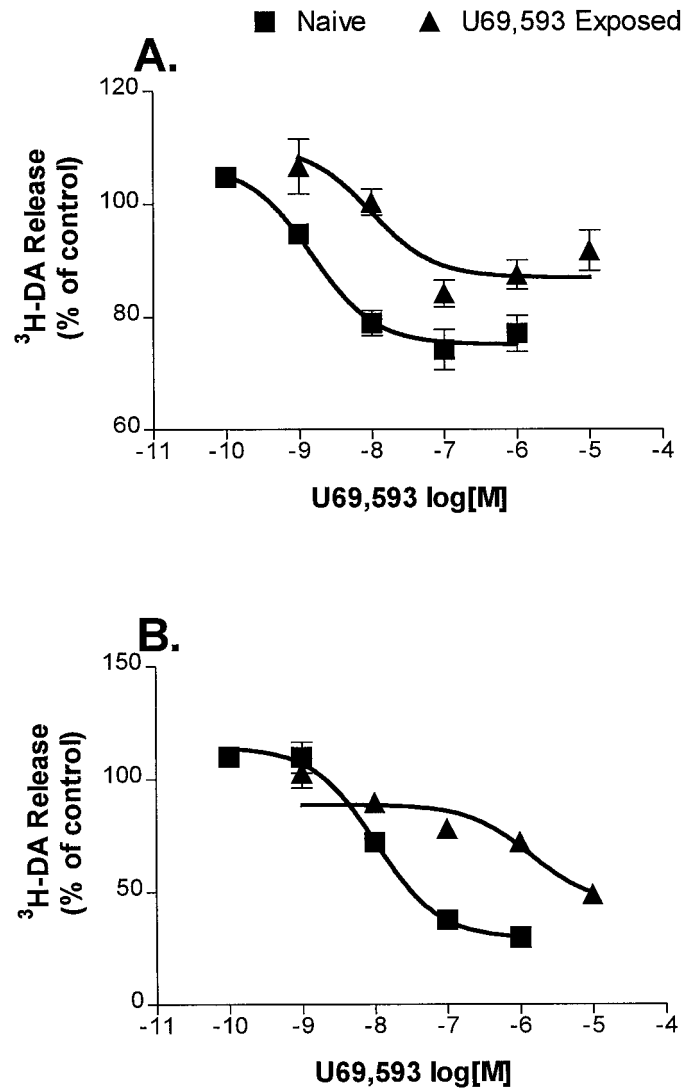 Naive U69,593 Exposed
A.
120
100
80
60
³H-DA Release
(% of control)
-11 -10 -9 -8 -7 -6 -5 -4
U69,593 log[M]
B.
150
100
50
0
³H-DA Release
(% of control)
-11 -10 -9 -8 -7 -6 -5 -4
U69,593 log[M]